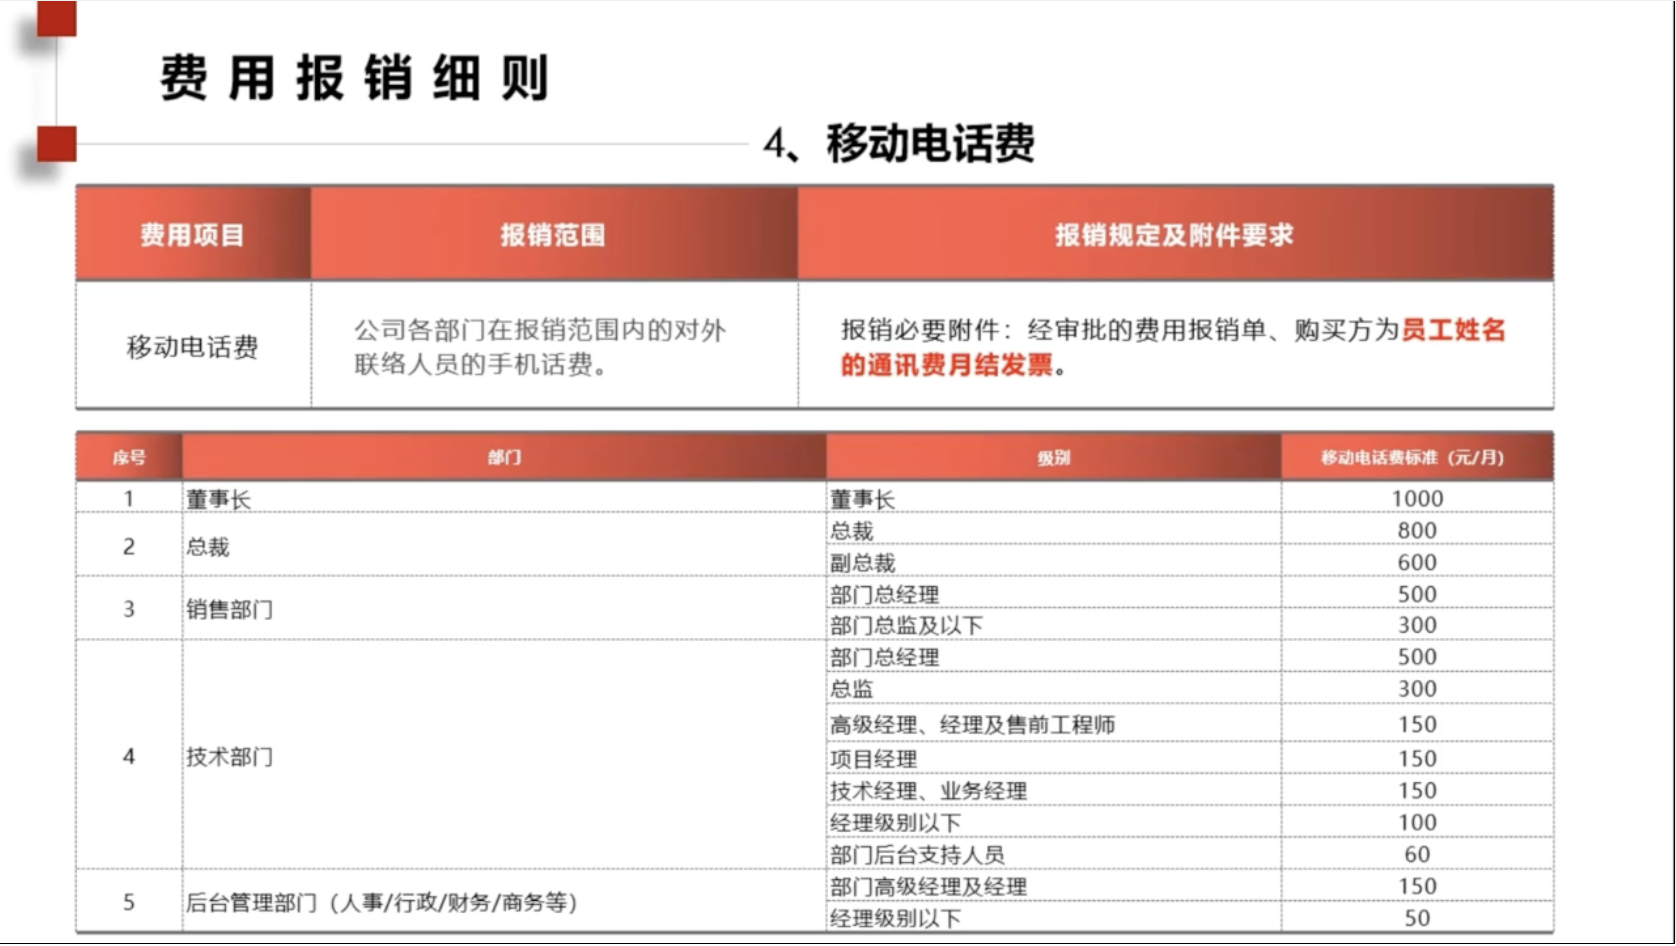 费用报销细则
4、移动电话费
费用项目 报销范围 报销规定及附件要求
移动电话费
公司各部门在报销范围内的对外
联络人员的手机话费。
报销必要附件：经审批的费用报销单、购买方为员工姓名
的通讯费月结发票。
序号 部门 级别 移动电话费标准（元/月）
1 董事长 董事长 1000
2 总裁 总裁 800
副总裁 600
3 销售部门 部门总经理 500
部门总监及以下 300
4 技术部门 部门总经理 500
总监 300
高级经理、经理及售前工程师 150
项目经理 150
技术经理、业务经理 150
经理级别以下 100
部门后台支持人员 60
5 后台管理部门（人事/行政/财务/商务等） 部门高级经理及经理 150
经理级别以下 50